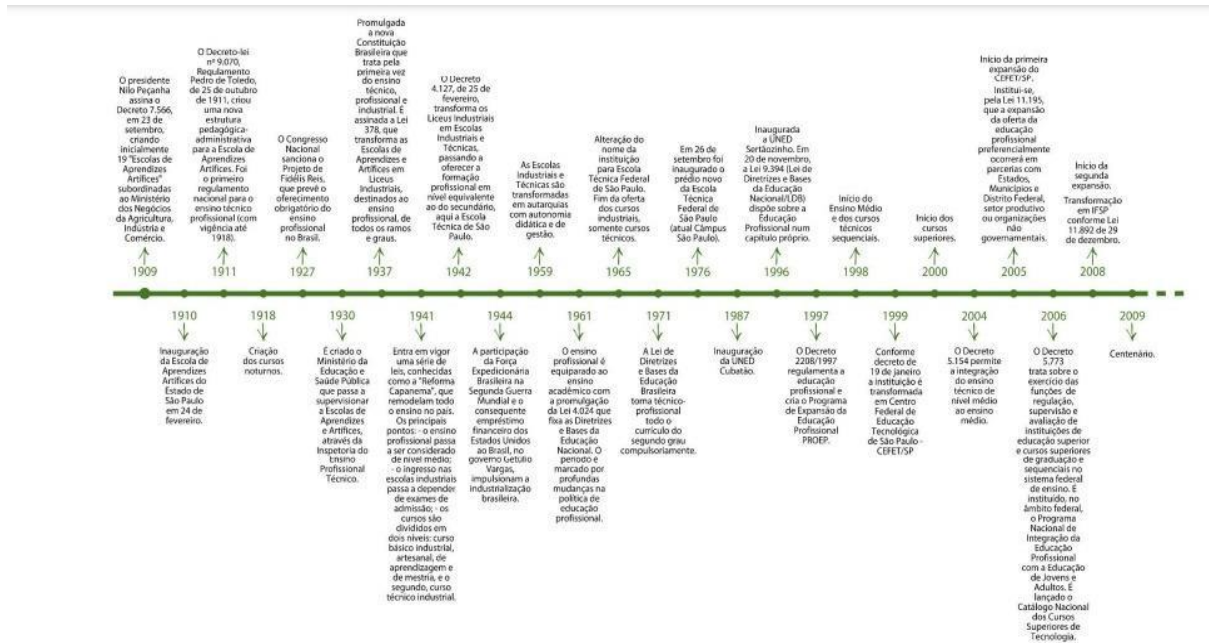 O presidente
Nilo Peçanha
assina o
Decreto 7.566,
em 23 de
setembro,
criando
inicialmente
19 "Escolas de
Aprendizes
Artífices"
subordinadas
ao Ministério
dos Negócios
da Agricultura,
Indústria e
Comércio.
1909
1910
Inauguração
da Escola de
Aprendizes
Artífices do
Estado de
São Paulo
em 24 de
fevereiro.
O Decreto-lei
nº 9.070,
Regulamento
Pedro de Toledo,
de 25 de outubro
de 1911, criou
uma nova
estrutura
pedagógica-
administrativa
para a Escola de
Aprendizes
Artífices. Foi
o primeiro
regulamento
nacional para o
ensino técnico
profissional (com
vigência até
1918).
1911
1918
Criação
dos cursos
noturnos.
O Congresso
Nacional
sanciona o
Projeto de
Fidélis Reis,
que prevê o
oferecimento
obrigatório do
ensino
profissional
no Brasil.
1927
1930
É criado o
Ministério da
Educação e
Saúde Pública
que passa a
supervisionar
a Escolas de
Aprendizes
e Artífices,
através da
Inspetoria do
Ensino
Profissional
Técnico.
Promulgada
a nova
Constituição
Brasileira que
trata pela
primeira vez
do ensino
técnico,
profissional e
industrial. É
assinada a Lei
378, que
transforma as
Escolas de
Aprendizes e
Artífices em
Liceus
Industriais,
destinados ao
ensino
profissional, de
todos os ramos
e graus.
1937
1941
Entra em vigor
uma série de
leis, conhecidas
como a "Reforma
Capanema", que
remodelam todo
o ensino no país.
Os principais
pontos: - o ensino
profissional passa
a ser considerado
de nível médio;
- o ingresso nas
escolas industriais
passa a depender
de exames de
admissão; - os
cursos são
divididos em
dois níveis: curso
básico industrial,
artesanal, de
aprendizagem e
de mestria, e o
segundo, curso
técnico industrial.
O Decreto
4.127, de 25 de
fevereiro,
transforma os
Liceus Industriais
em Escolas
Industriais e
Técnicas,
passando a
oferecer a
formação
profissional em
nível equivalente
ao do secundário,
aqui a Escola
Técnica de São
Paulo.
1942
1944
A participação
da Força
Expedicionária
Brasileira na
Segunda Guerra
Mundial e o
consequente
empréstimo
financeiro dos
Estados Unidos
ao Brasil, no
governo Getúlio
Vargas,
impulsionam a
industrialização
brasileira.
As Escolas
Industriais e
Técnicas são
transformadas
em autarquias
com autonomia
didática e de
gestão.
1959
1961
O ensino
profissional é
equiparado ao
ensino
acadêmico com
a promulgação
da Lei 4.024 que
fixa as Diretrizes
e Bases da
Educação
Nacional. O
período é
marcado por
profundas
mudanças na
política de
educação
profissional.
Alteração do
nome da
instituição
para Escola
Técnica Federal
de São Paulo.
Fim da oferta
dos cursos
industriais,
somente cursos
técnicos.
1965
1971
A Lei de
Diretrizes
e Bases da
Educação
Brasileira
torna técnico-
profissional
todo o
currículo do
segundo grau
compulsoriamente.
Em 26 de
setembro foi
inaugurado o
prédio novo
da Escola
Técnica
Federal de
São Paulo
(atual Câmpus
São Paulo).
1976
1987
Inauguração
da UNED
Cubatão.
Inaugurada
a UNED
Sertãozinho. Em
20 de novembro,
a Lei 9.394 (Lei de
Diretrizes e Bases
da Educação
Nacional/LDB)
dispõe sobre a
Educação
Profissional num
capítulo próprio.
1996
1997
O Decreto
2208/1997
regulamenta a
educação
profissional e
cria o Programa
de Expansão da
Educação
Profissional
PROEP.
Início do
Ensino Médio
e dos cursos
técnicos
sequenciais.
1998
1999
Conforme
decreto de
19 de janeiro
a instituição é
transformada
em Centro
Federal de
Educação
Tecnológica
de São Paulo -
CEFET/SP
Início dos
cursos
superiores.
2000
2004
O Decreto
5.154 permite
a integração
do ensino
técnico de
nível médio
ao ensino
médio.
Início da primeira
expansão do
CEFET/SP.
Institui-se,
pela Lei 11.195,
que a expansão
da oferta da
educação
profissional
preferencialmente
ocorrerá em
parcerias com
Estados,
Municípios e
Distrito Federal,
setor produtivo
ou organizações
não
governamentais.
2005
2006
O Decreto
5.773
trata sobre o
exercício das
funções de
regulação,
supervisão e
avaliação de
instituições de
educação superior
e cursos superiores
de graduação e
sequenciais no
sistema federal
de ensino. É
instituído, no
âmbito federal,
o Programa
Nacional de
Integração da
Educação
Profissional
com a Educação
de Jovens e
Adultos. É
lançado o
Catálogo Nacional
dos Cursos
Superiores de
Tecnologia.
Início da
segunda
expansão.
Transformação
em IFSP
conforme Lei
11.892 de 29
de dezembro.
2008
2009
Centenário.